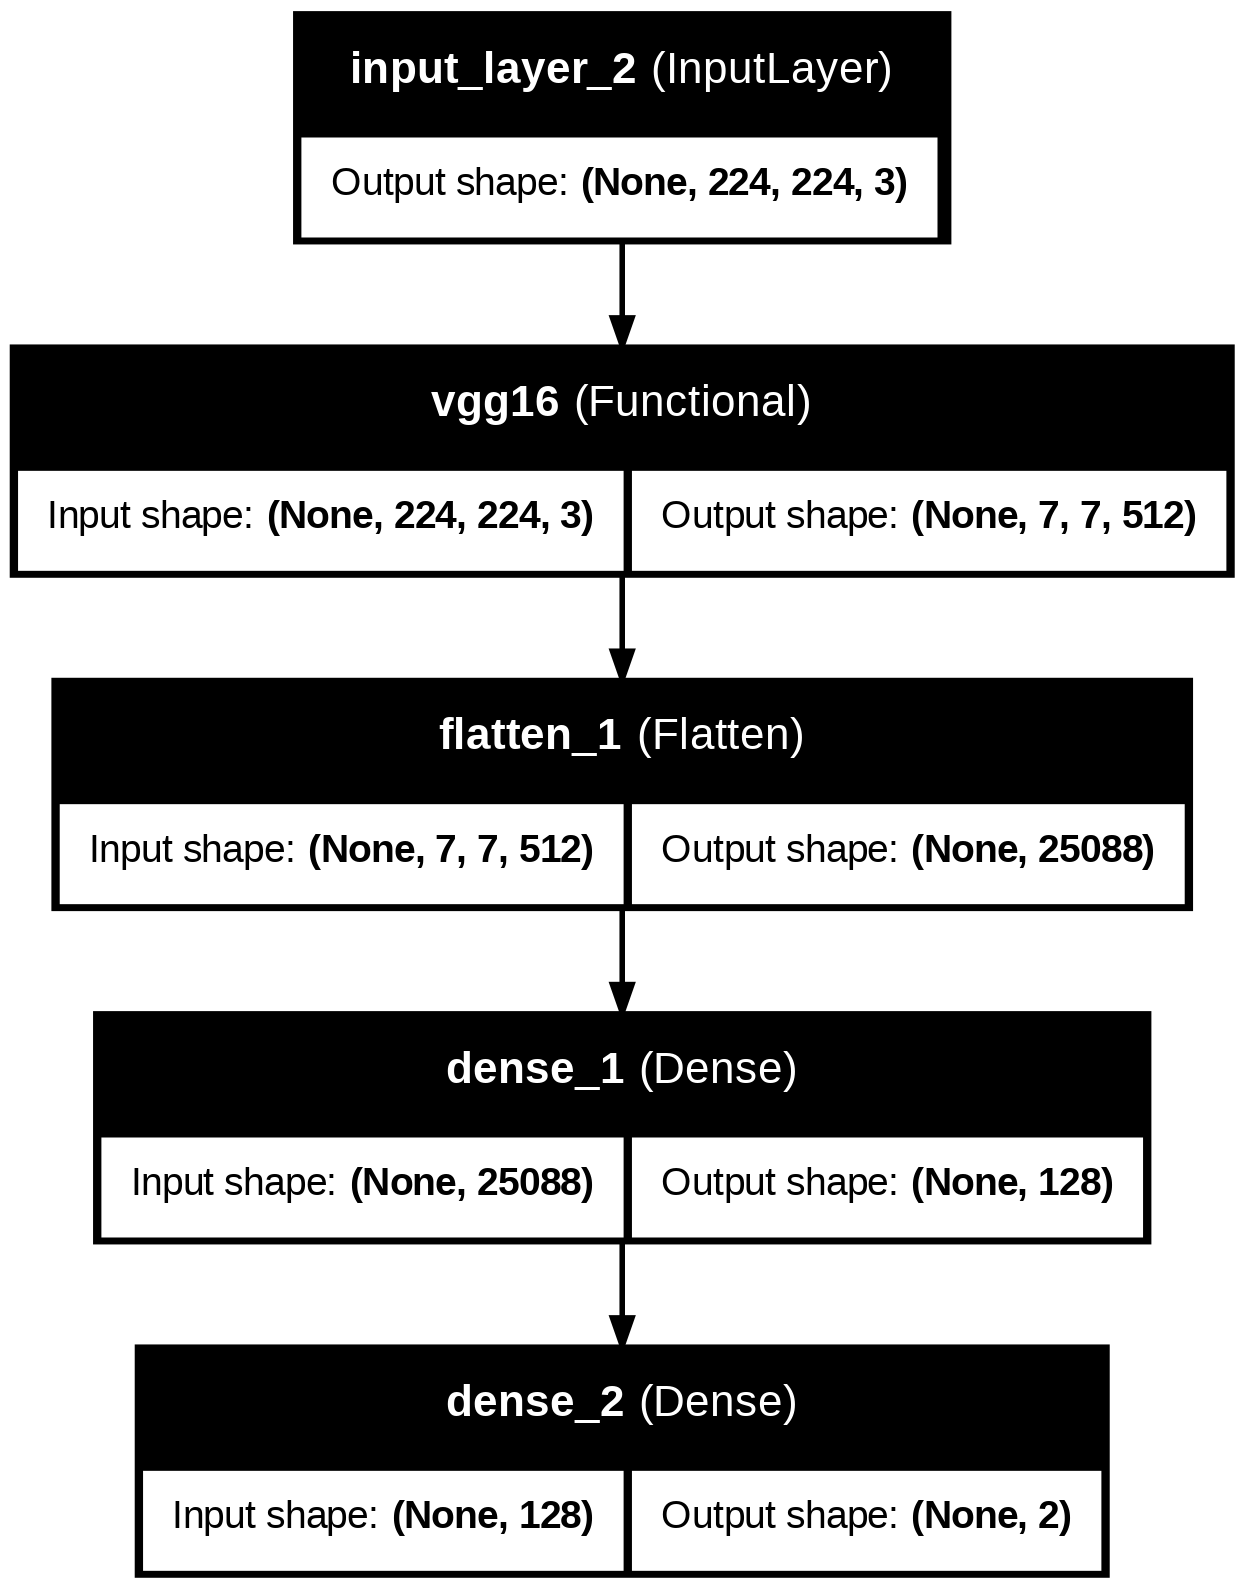 input_layer_2 (InputLayer)
Output shape: (None, 224, 224, 3)
vgg16 (Functional)
Input shape: (None, 224, 224, 3) Output shape: (None, 7, 7, 512)
flatten_1 (Flatten)
Input shape: (None, 7, 7, 512) Output shape: (None, 25088)
dense_1 (Dense)
Input shape: (None, 25088) Output shape: (None, 128)
dense_2 (Dense)
Input shape: (None, 128) Output shape: (None, 2)